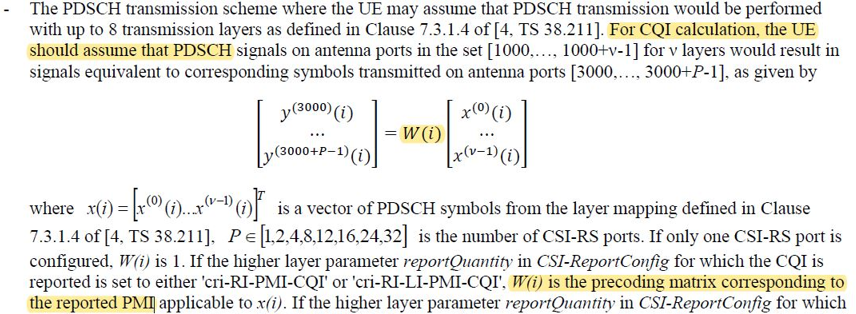 - The PDSCH transmission scheme where the UE may assume that PDSCH transmission would be performed
with up to 8 transmission layers as defined in Clause 7.3.1.4 of [4, TS 38.211]. For CQI calculation, the UE
should assume that PDSCH signals on antenna ports in the set [1000,…, 1000+ν-1] for ν layers would result in
signals equivalent to corresponding symbols transmitted on antenna ports [3000,…, 3000+P-1], as given by
[y^(3000)(i) … y^(3000+P−1)(i)] = W(i) [x^(0)(i) … x^(ν−1)(i)]
where x(i) = [x^(0)(i)...x^(ν−1)(i)]^T is a vector of PDSCH symbols from the layer mapping defined in Clause
7.3.1.4 of [4, TS 38.211], P ∈ [1,2,4,8,12,16,24,32] is the number of CSI-RS ports. If only one CSI-RS port is
configured, W(i) is 1. If the higher layer parameter reportQuantity in CSI-ReportConfig for which the CQI is
reported is set to either 'cri-RI-PMI-CQI' or 'cri-RI-LI-PMI-CQI', W(i) is the precoding matrix corresponding to
the reported PMI applicable to x(i). If the higher layer parameter reportQuantity in CSI-ReportConfig for which